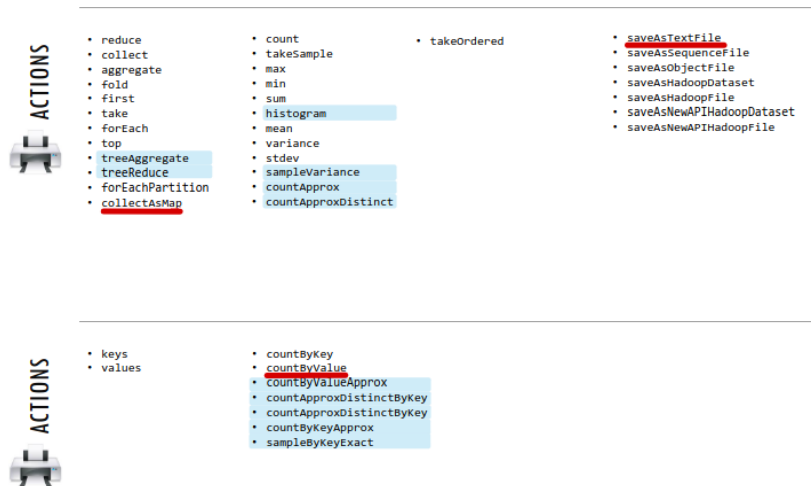 ACTIONS
• reduce
• collect
• aggregate
• fold
• first
• take
• forEach
• top
• treeAggregate
• treeReduce
• forEachPartition
• collectAsMap
• count
• takeSample
• max
• min
• sum
• histogram
• mean
• variance
• stdev
• sampleVariance
• countApprox
• countApproxDistinct
• takeOrdered
• saveAsTextFile
• saveAsSequenceFile
• saveAsObjectFile
• saveAsHadoopDataset
• saveAsHadoopFile
• saveAsNewAPIHadoopDataset
• saveAsNewAPIHadoopFile
ACTIONS
• keys
• values
• countByKey
• countByValue
• countByValueApprox
• countApproxDistinctByKey
• countApproxDistinctByKey
• countByKeyApprox
• sampleByKeyExact